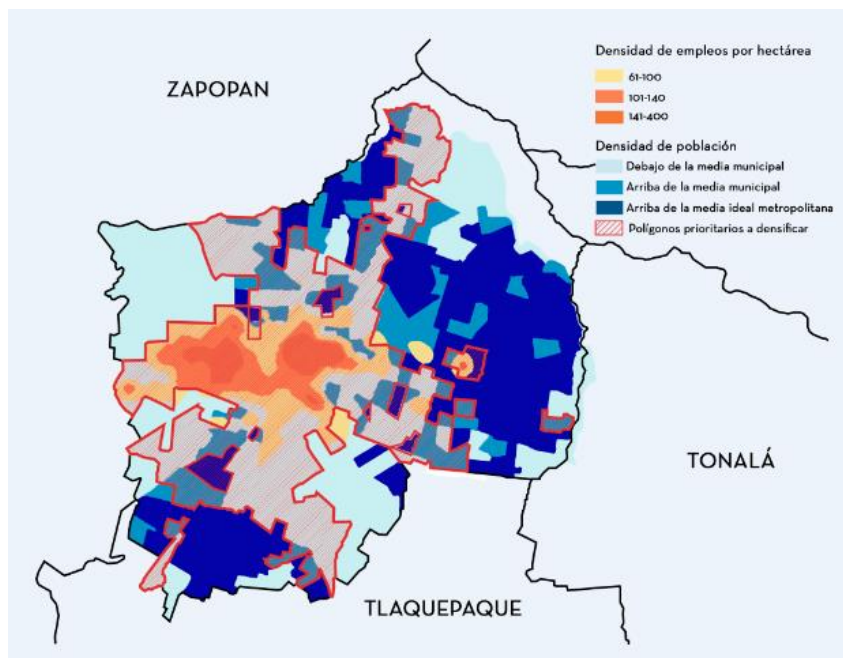 ZAPOPAN
Densidad de empleos por hectárea
61-100
101-140
141-400
Densidad de población
Debajo de la media municipal
Arriba de la media municipal
Arriba de la media ideal metropolitana
Polígonos prioritarios a densificar
TONALÁ
TLAQUEPAQUE